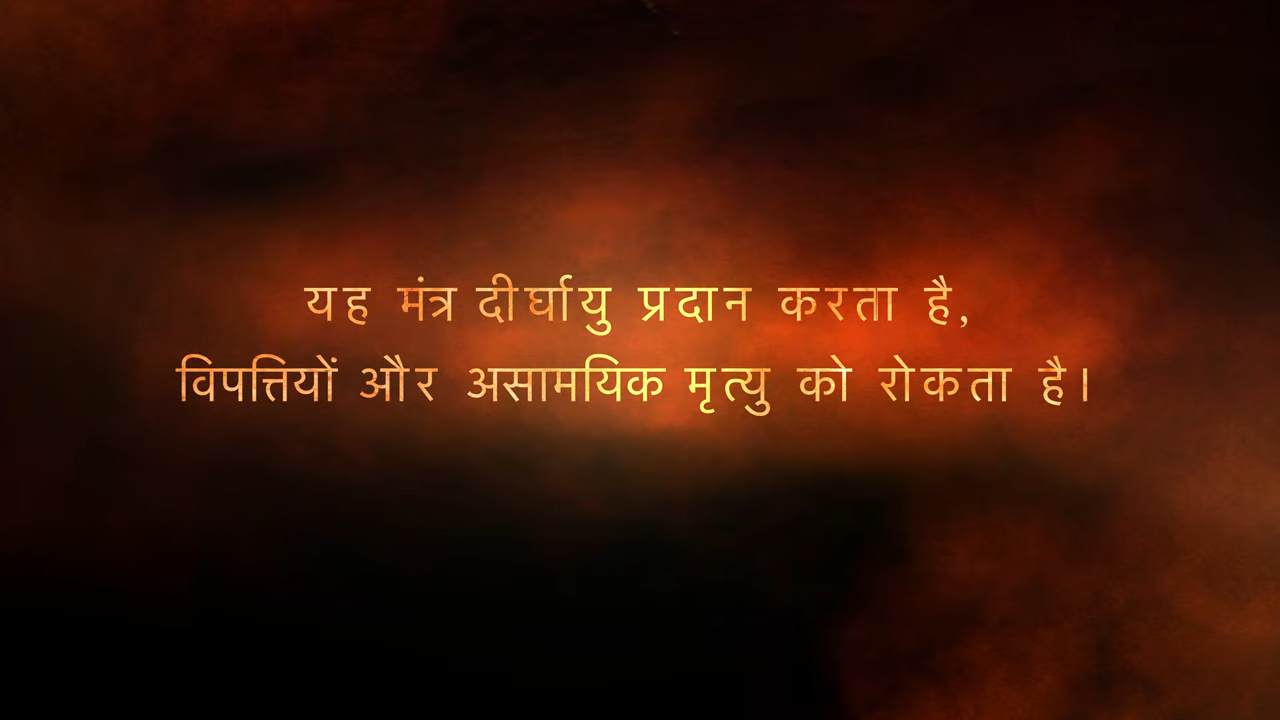 यह मंत्र दीर्घायु प्रदान करता है,
विपत्तियों और असामयिक मृत्यु को रोकता है।